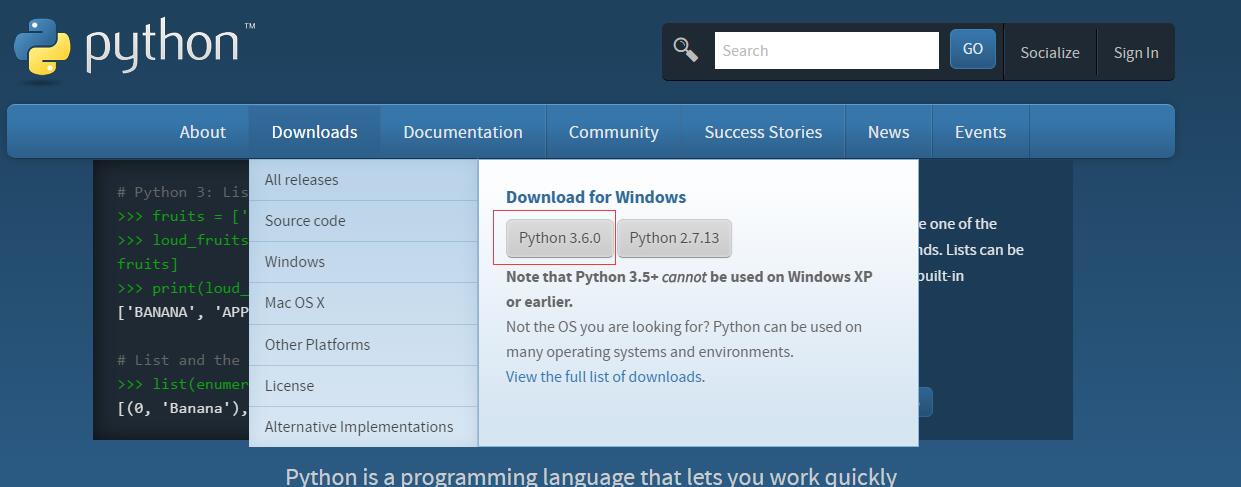 python™
Search
GO
Socialize
Sign In
About
Downloads
Documentation
Community
Success Stories
News
Events
All releases
Source code
Windows
Mac OS X
Other Platforms
License
Alternative Implementations
Download for Windows
Python 3.6.0
Python 2.7.13
Note that Python 3.5+ cannot be used on Windows XP
or earlier.
Not the OS you are looking for? Python can be used on
many operating systems and environments.
View the full list of downloads.
# Python 3: Lis
>>> fruits = ['
>>> loud_fruits
fruits]
>>> print(loud_
['BANANA', 'APP
# List and the
>>> list(enumer
[(0, 'Banana'),
e one of the
nds. Lists can be
built-in
Python is a programming language that lets you work quickly